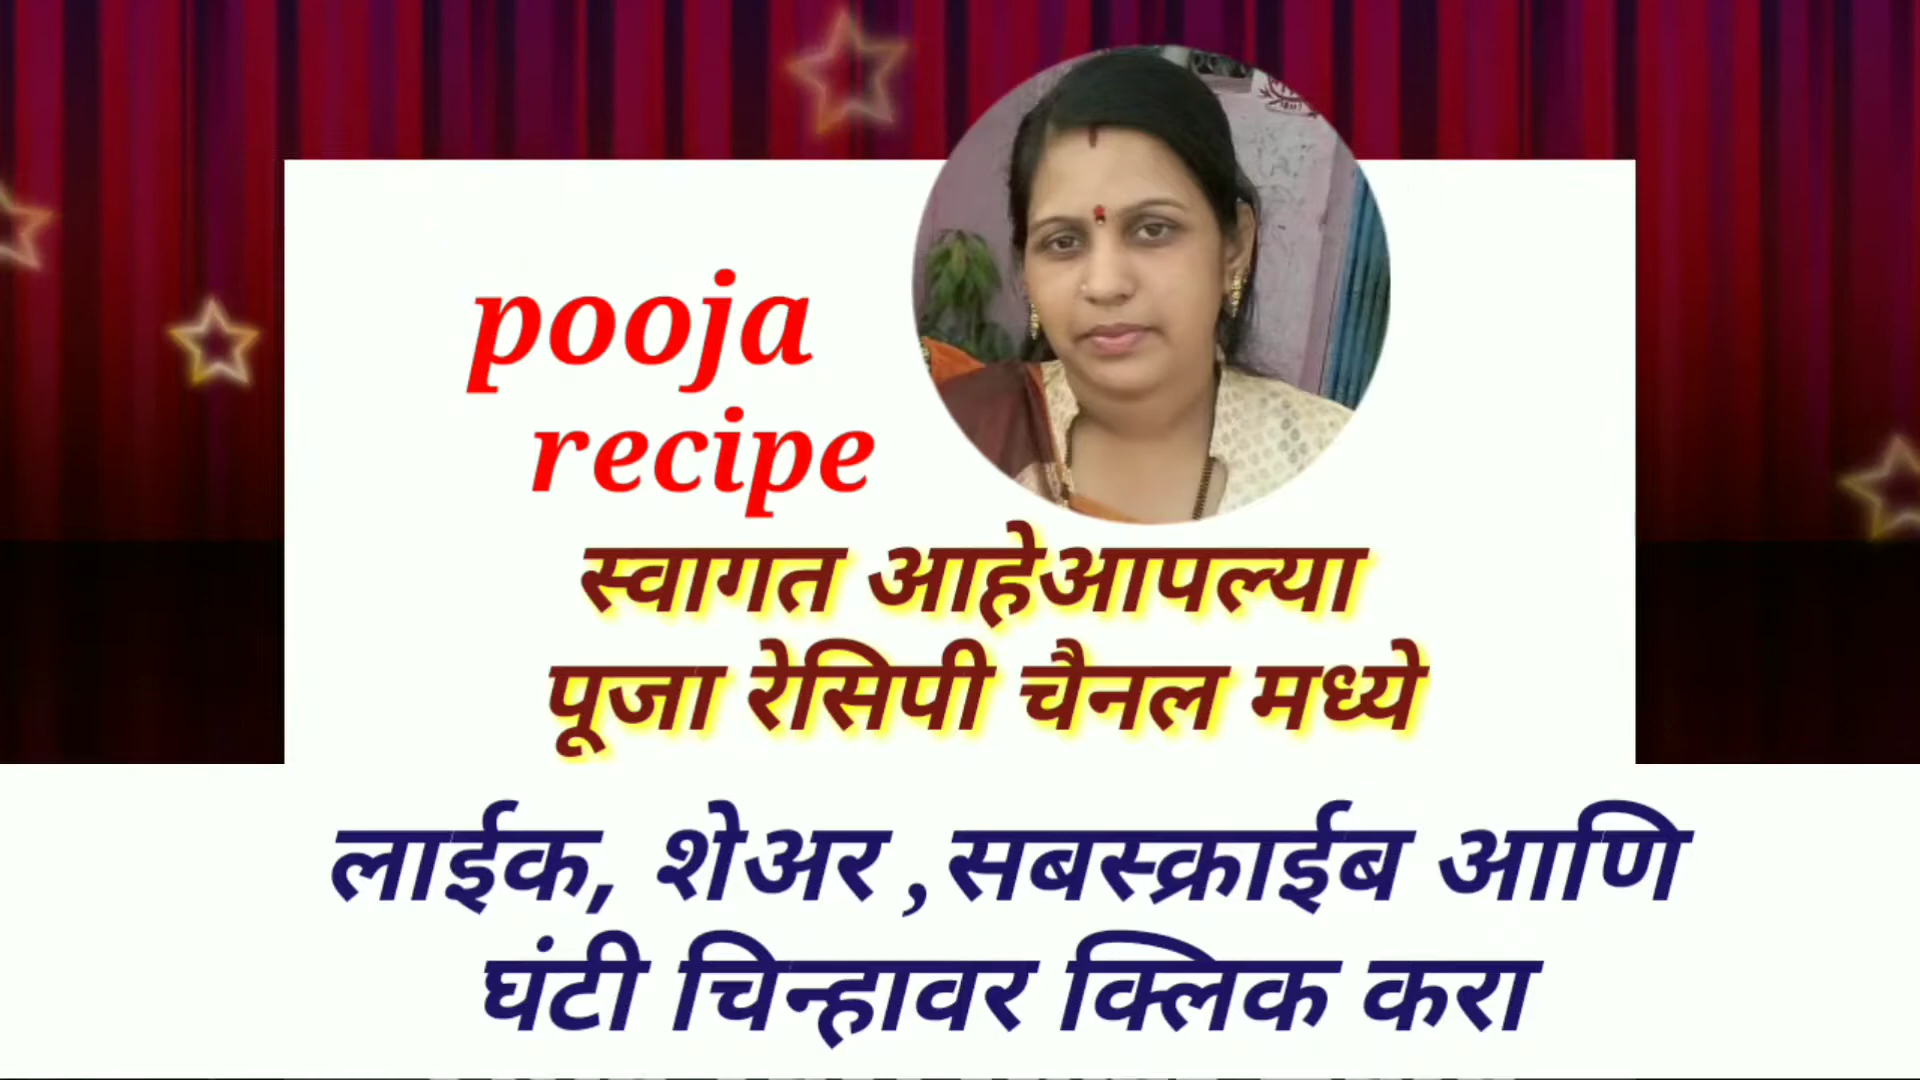 pooja
recipe
स्वागत आहेआपल्या
पूजा रेसिपी चैनल मध्ये
लाईक, शेअर ,सबस्क्राईब आणि
घंटी चिन्हावर क्लिक करा